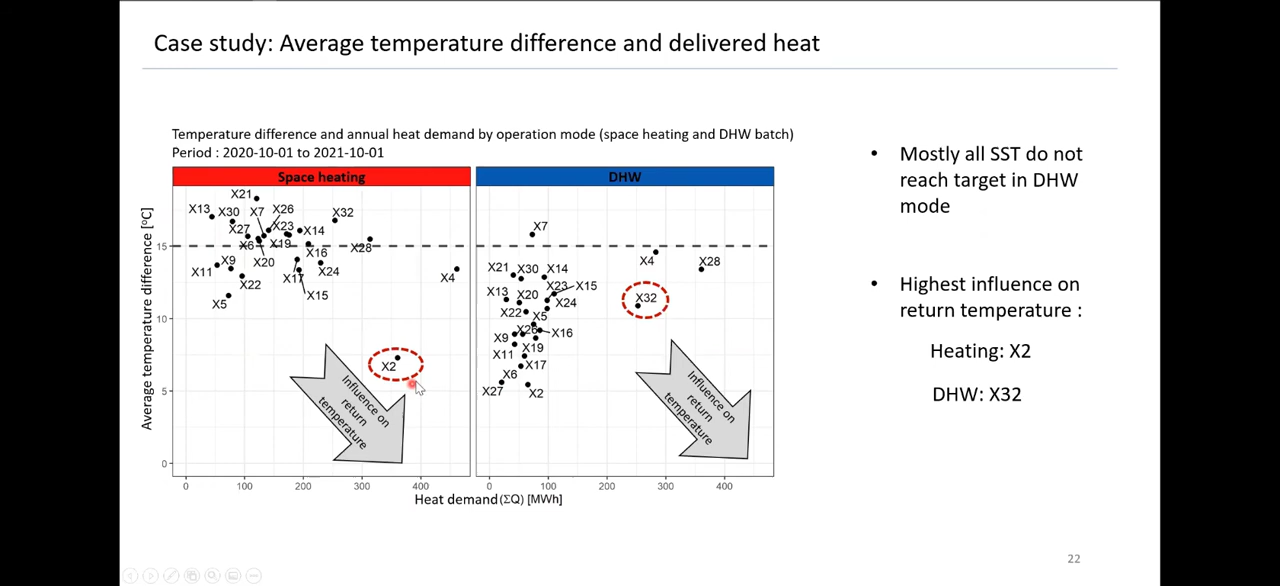 Case study: Average temperature difference and delivered heat
Temperature difference and annual heat demand by operation mode (space heating and DHW batch)
Period : 2020-10-01 to 2021-10-01
Space heating
DHW
Average temperature difference [°C]
15
10
5
0
X21
X13
X30
X7
X26
X32
X27
X23
X14
X6
X19
X28
X16
X20
X9
X11
X17
X24
X4
X22
X15
X5
X2
Influence on
return
temperature
X7
X4
X28
X21
X30
X14
X23
X15
X13
X20
X24
X32
X22
X5
X26
X16
X9
X19
X11
X17
X6
X27
X2
Influence on
return
temperature
0
100
200
300
400
0
100
200
300
400
Heat demand (ΣQ) [MWh]
• Mostly all SST do not
reach target in DHW
mode
• Highest influence on
return temperature :
Heating: X2
DHW: X32
22